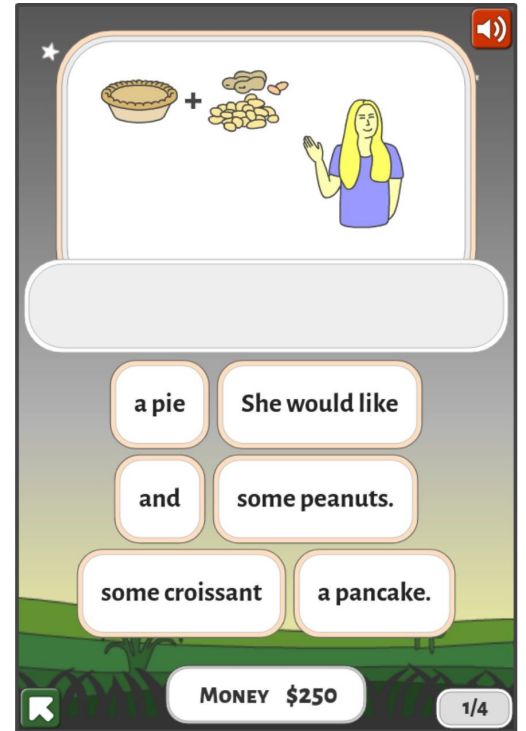 +
a pie She would like
and some peanuts.
some croissant a pancake.
MONEY $250
1/4